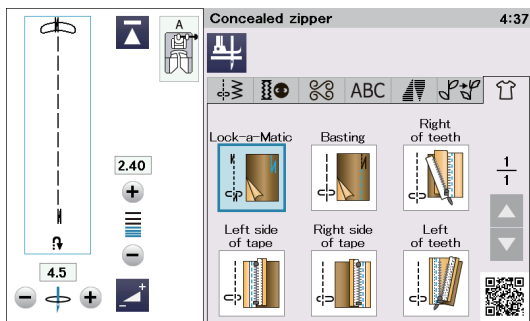 A
2.40
4.5
Concealed zipper
4:37
ABC
Lock-a-Matic
Basting
Right
of teeth
1
1
Left side
of tape
Right side
of tape
Left
of teeth